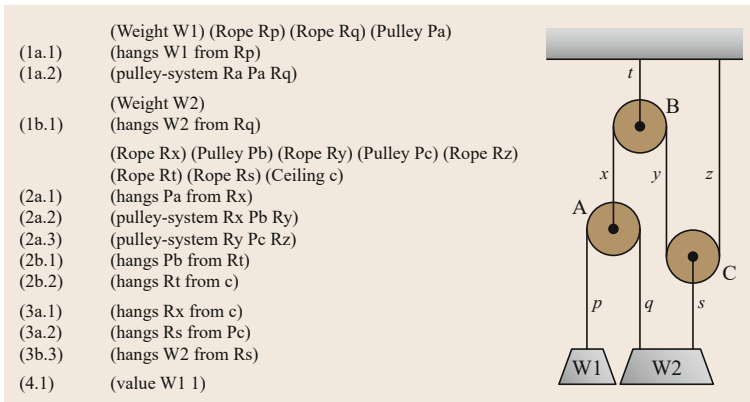 (Weight W1) (Rope Rp) (Rope Rq) (Pulley Pa)
(1a.1) (hangs W1 from Rp)
(1a.2) (pulley-system Ra Pa Rq)
(Weight W2)
(1b.1) (hangs W2 from Rq)
(Rope Rx) (Pulley Pb) (Rope Ry) (Pulley Pc) (Rope Rz)
(Rope Rt) (Rope Rs) (Ceiling c)
(2a.1) (hangs Pa from Rx)
(2a.2) (pulley-system Rx Pb Ry)
(2a.3) (pulley-system Ry Pc Rz)
(2b.1) (hangs Pb from Rt)
(2b.2) (hangs Rt from c)
(3a.1) (hangs Rx from c)
(3a.2) (hangs Rs from Pc)
(3b.3) (hangs W2 from Rs)
(4.1) (value W1 1)
t
B
x y z
A
C
p q s
W1 W2